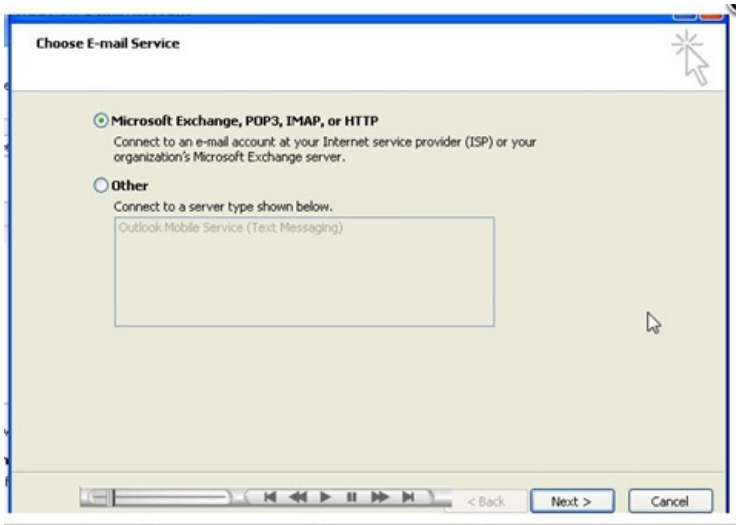 Choose E-mail Service
Microsoft Exchange, POP3, IMAP, or HTTP
Connect to an e-mail account at your Internet service provider (ISP) or your
organization's Microsoft Exchange server.
Other
Connect to a server type shown below.
Outlook Mobile Service (Text Messaging)
< Back
Next >
Cancel